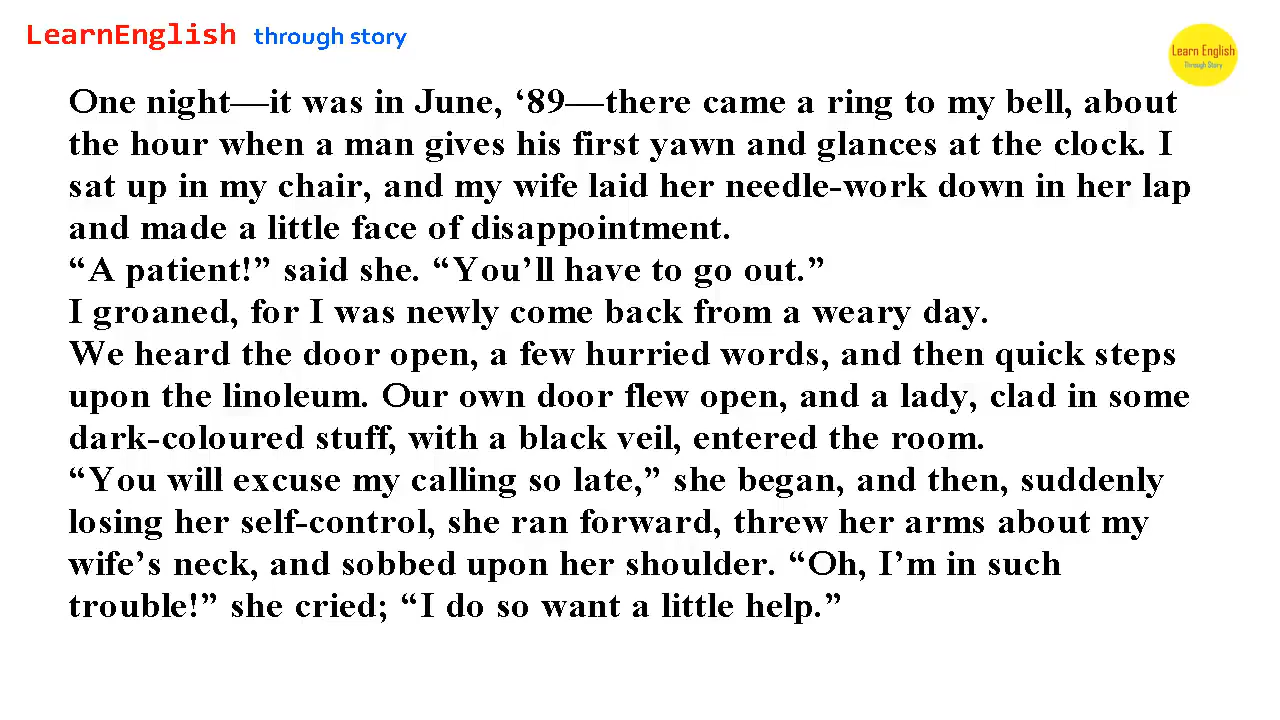 LearnEnglish through story
Learn English
Through Story
One night—it was in June, ‘89—there came a ring to my bell, about
the hour when a man gives his first yawn and glances at the clock. I
sat up in my chair, and my wife laid her needle-work down in her lap
and made a little face of disappointment.
“A patient!” said she. “You’ll have to go out.”
I groaned, for I was newly come back from a weary day.
We heard the door open, a few hurried words, and then quick steps
upon the linoleum. Our own door flew open, and a lady, clad in some
dark-coloured stuff, with a black veil, entered the room.
“You will excuse my calling so late,” she began, and then, suddenly
losing her self-control, she ran forward, threw her arms about my
wife’s neck, and sobbed upon her shoulder. “Oh, I’m in such
trouble!” she cried; “I do so want a little help.”